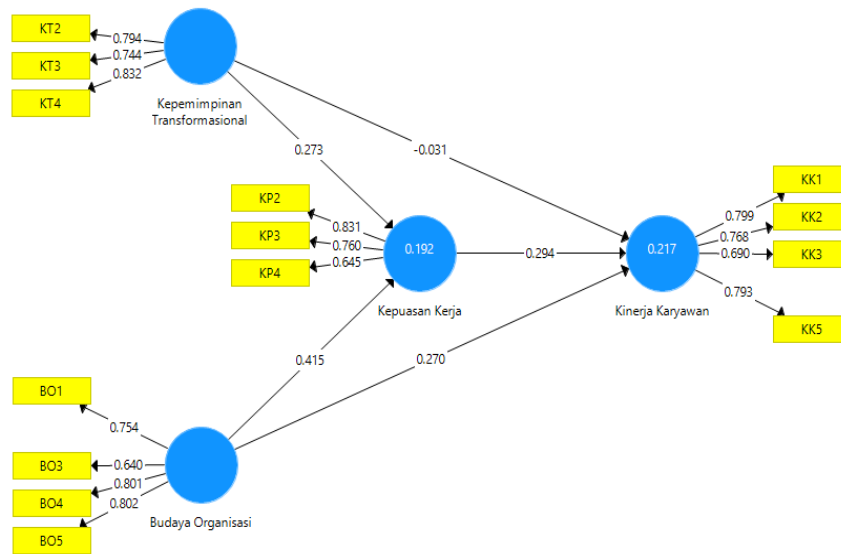 KT2
0.794
KT3
0.744
KT4
0.832
Kepemimpinan
Transformasional
0.273
-0.031
KP2
0.831
KP3
0.760
KP4
0.645
0.192
Kepuasan Kerja
0.294
0.217
Kinerja Karyawan
KK1
0.799
KK2
0.768
KK3
0.690
KK5
0.793
0.415
0.270
BO1
0.754
BO3
0.640
BO4
0.801
BO5
0.802
Budaya Organisasi